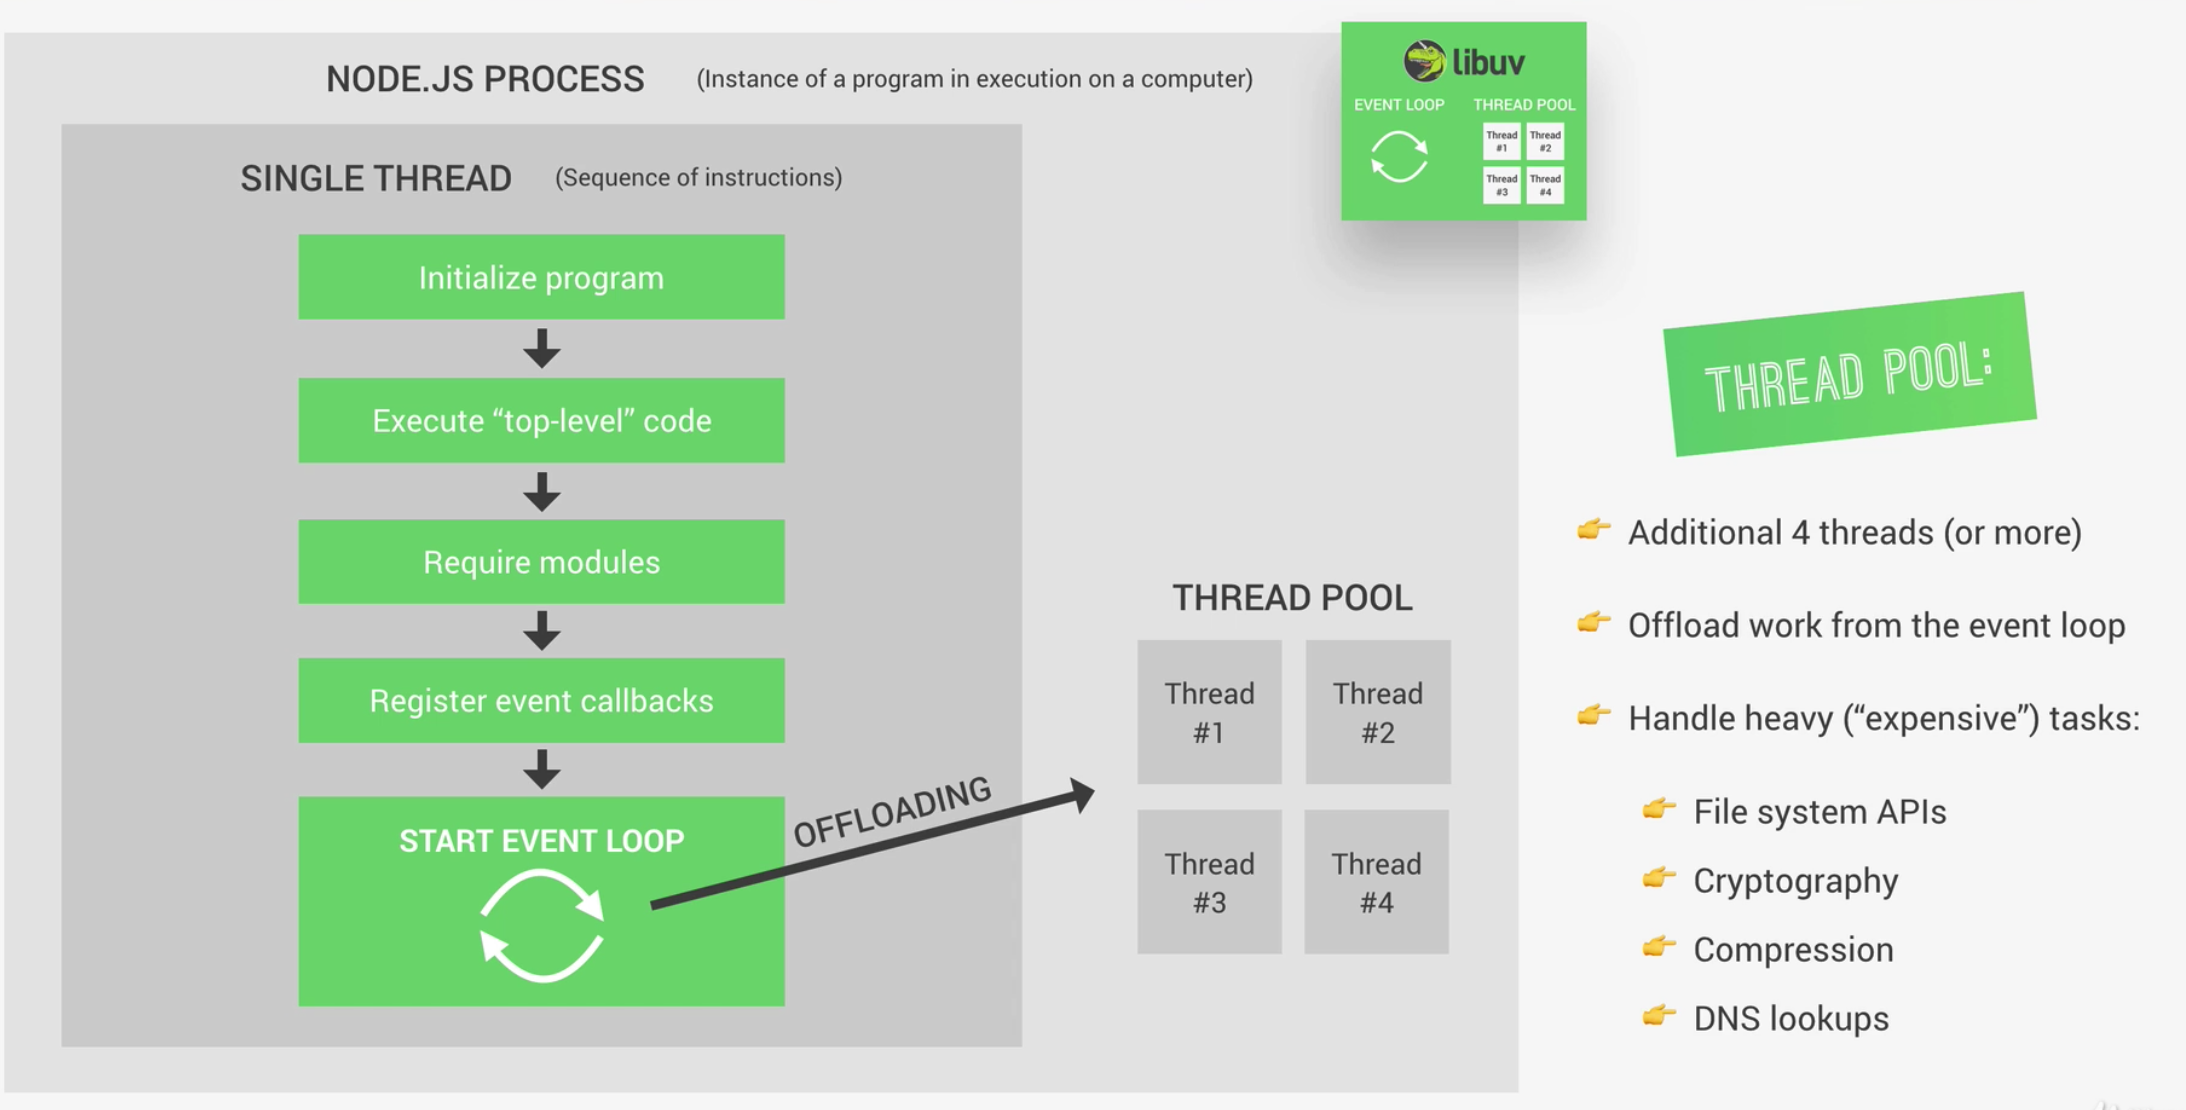 NODE.JS PROCESS (Instance of a program in execution on a computer)
libuv
EVENT LOOP THREAD POOL
Thread #1
Thread #2
Thread #3
Thread #4
SINGLE THREAD (Sequence of instructions)
Initialize program
Execute “top-level” code
Require modules
Register event callbacks
START EVENT LOOP
OFFLOADING
THREAD POOL
Thread #1
Thread #2
Thread #3
Thread #4
THREAD POOL:
Additional 4 threads (or more)
Offload work from the event loop
Handle heavy (“expensive”) tasks:
File system APIs
Cryptography
Compression
DNS lookups